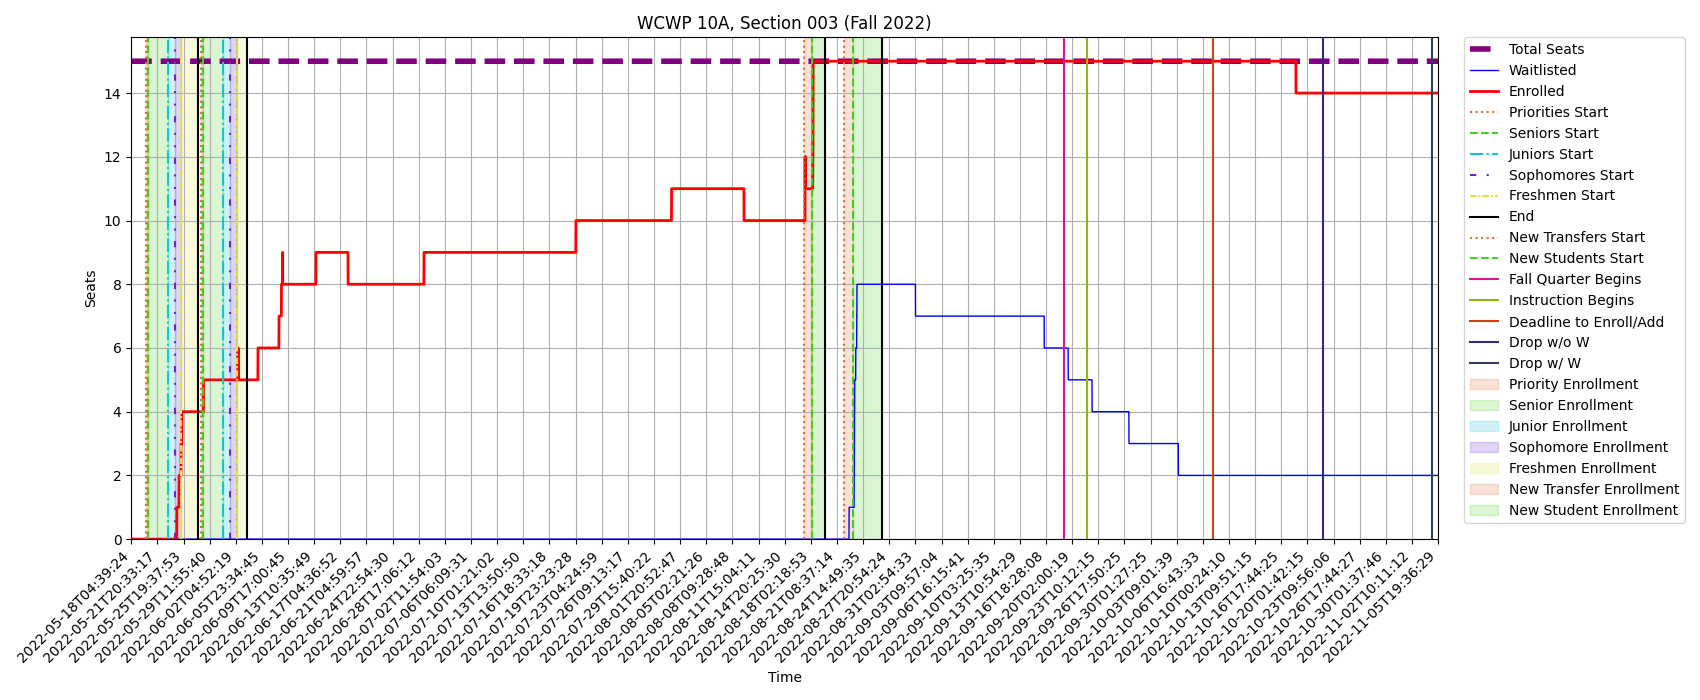 WCWP 10A, Section 003 (Fall 2022)
Seats
14
12
10
8
6
4
2
0
2022-05-18T04:39:24
2022-05-21T20:33:17
2022-05-25T19:37:53
2022-05-29T11:55:40
2022-06-02T04:52:19
2022-06-05T23:34:45
2022-06-09T17:00:45
2022-06-13T10:35:49
2022-06-17T04:36:52
2022-06-21T04:59:57
2022-06-24T22:54:30
2022-06-28T17:06:12
2022-07-02T11:54:03
2022-07-06T06:09:31
2022-07-10T01:21:02
2022-07-13T13:50:50
2022-07-16T18:33:18
2022-07-19T23:23:28
2022-07-23T04:24:59
2022-07-26T09:13:17
2022-07-29T15:40:22
2022-08-01T20:52:47
2022-08-05T02:21:26
2022-08-08T09:28:48
2022-08-11T15:04:11
2022-08-14T20:25:30
2022-08-18T02:18:53
2022-08-21T08:37:14
2022-08-24T14:49:35
2022-08-27T20:54:24
2022-08-31T02:54:33
2022-09-03T09:57:04
2022-09-06T16:15:41
2022-09-10T03:25:35
2022-09-13T10:54:29
2022-09-16T18:28:08
2022-09-20T02:00:19
2022-09-23T10:12:15
2022-09-26T17:50:25
2022-09-30T01:27:25
2022-10-03T09:01:39
2022-10-06T16:43:33
2022-10-10T00:24:10
2022-10-13T09:51:15
2022-10-16T17:44:25
2022-10-20T01:42:15
2022-10-23T09:56:06
2022-10-26T17:44:27
2022-10-30T01:37:46
2022-11-02T10:11:12
2022-11-05T19:36:29
Time
Total Seats
Waitlisted
Enrolled
Priorities Start
Seniors Start
Juniors Start
Sophomores Start
Freshmen Start
End
New Transfers Start
New Students Start
Fall Quarter Begins
Instruction Begins
Deadline to Enroll/Add
Drop w/o W
Drop w/ W
Priority Enrollment
Senior Enrollment
Junior Enrollment
Sophomore Enrollment
Freshmen Enrollment
New Transfer Enrollment
New Student Enrollment